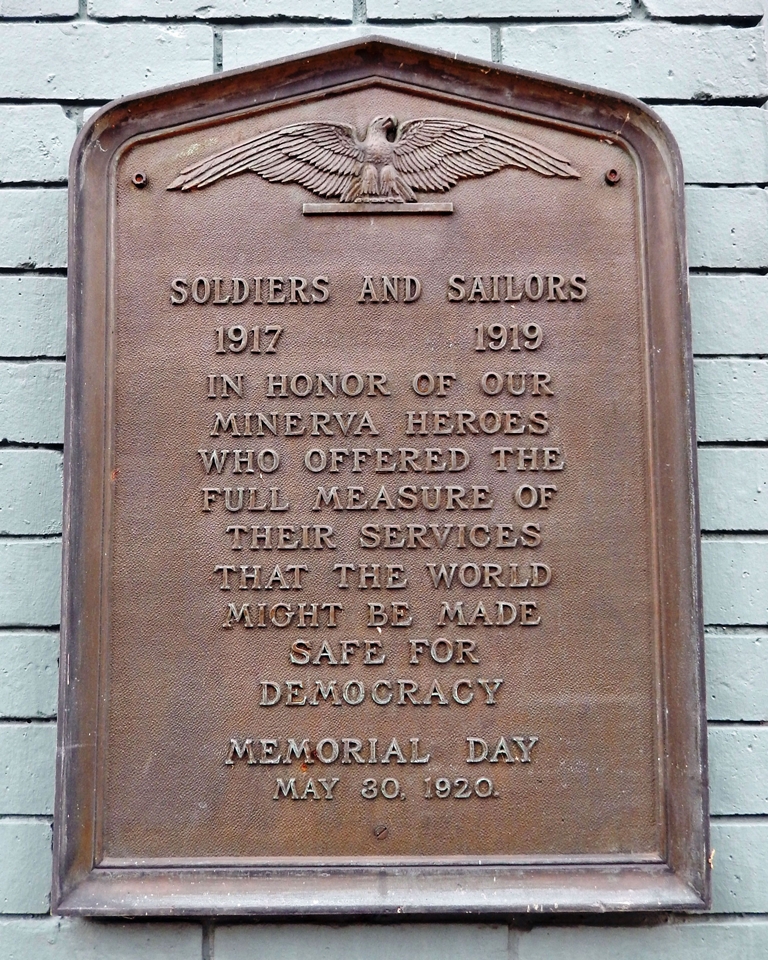 SOLDIERS AND SAILORS
1917 1919
IN HONOR OF OUR
MINERVA HEROES
WHO OFFERED THE
FULL MEASURE OF
THEIR SERVICES
THAT THE WORLD
MIGHT BE MADE
SAFE FOR
DEMOCRACY
MEMORIAL DAY
MAY 30, 1920.